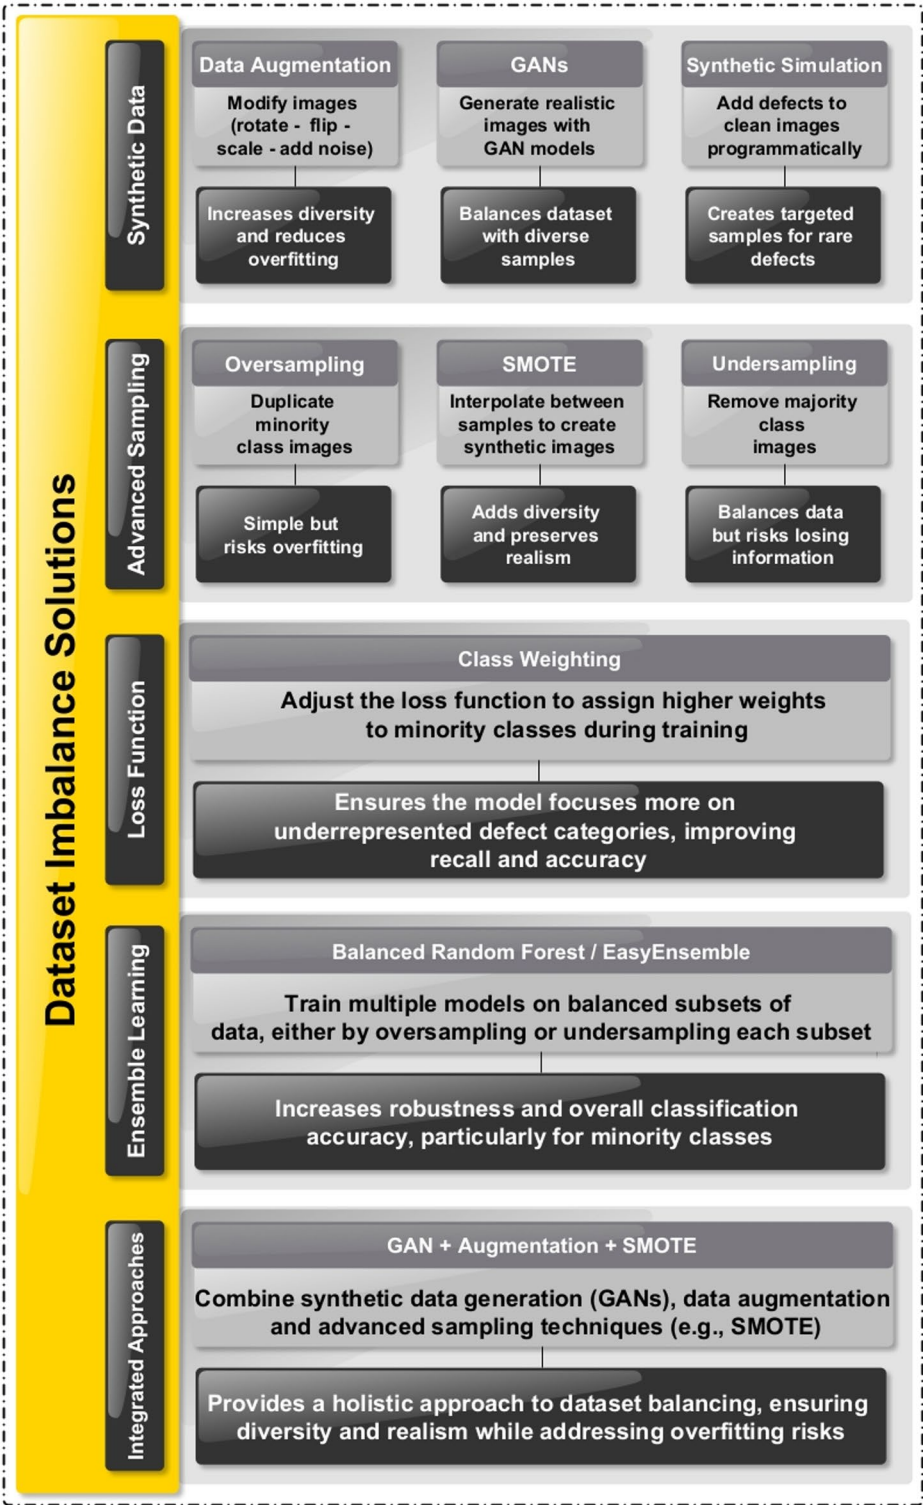 Dataset Imbalance Solutions
Synthetic Data
Data Augmentation
Modify images
(rotate - flip -
scale - add noise)
Increases diversity
and reduces
overfitting
GANs
Generate realistic
images with
GAN models
Balances dataset
with diverse
samples
Synthetic Simulation
Add defects to
clean images
programmatically
Creates targeted
samples for rare
defects
Advanced Sampling
Oversampling
Duplicate
minority
class images
Simple but
risks overfitting
SMOTE
Interpolate between
samples to create
synthetic images
Adds diversity
and preserves
realism
Undersampling
Remove majority
class
images
Balances data
but risks losing
information
Loss Function
Class Weighting
Adjust the loss function to assign higher weights
to minority classes during training
Ensures the model focuses more on
underrepresented defect categories, improving
recall and accuracy
Ensemble Learning
Balanced Random Forest / EasyEnsemble
Train multiple models on balanced subsets of
data, either by oversampling or undersampling each subset
Increases robustness and overall classification
accuracy, particularly for minority classes
Integrated Approaches
GAN + Augmentation + SMOTE
Combine synthetic data generation (GANs), data augmentation
and advanced sampling techniques (e.g., SMOTE)
Provides a holistic approach to dataset balancing, ensuring
diversity and realism while addressing overfitting risks